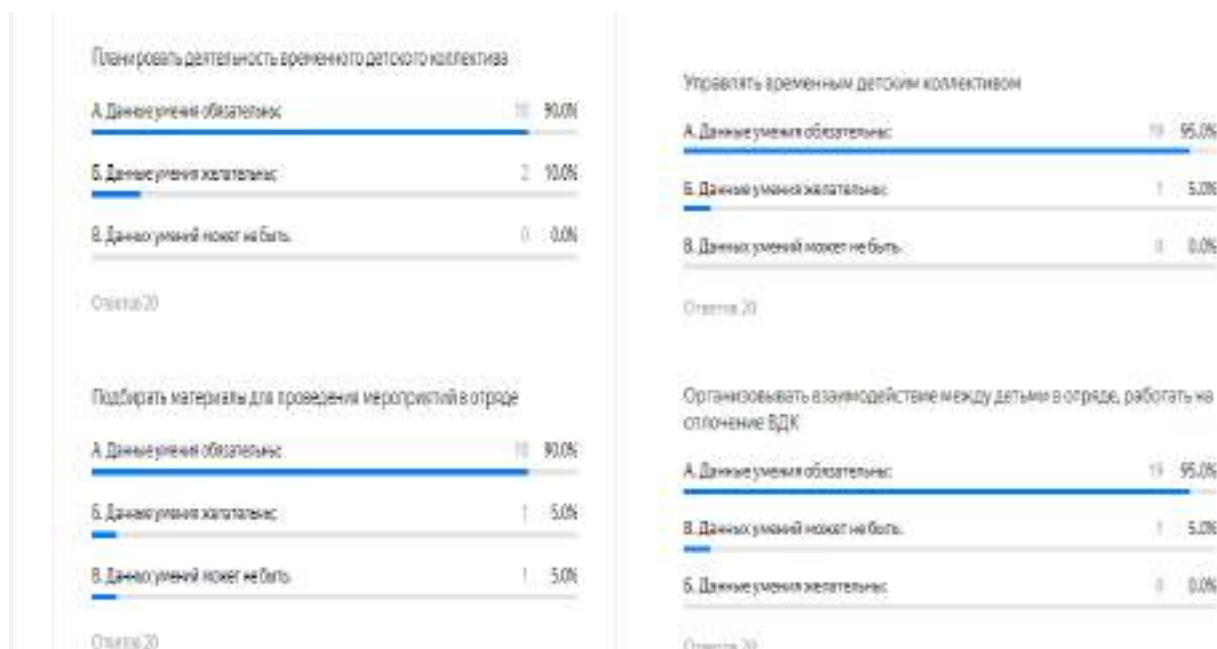 Планировать деятельность временного детского коллектива
А. Данные умения обязательны; 18 90.0%
Б. Данные умения желательны; 2 10.0%
В. Данных умений может не быть. 0 0.0%
Ответов 20
Подбирать материалы для проведения мероприятий в отряде
А. Данные умения обязательны; 18 90.0%
Б. Данные умения желательны; 1 5.0%
В. Данных умений может не быть. 1 5.0%
Ответов 20
Управлять временным детским коллективом
А. Данные умения обязательны; 19 95.0%
Б. Данные умения желательны; 1 5.0%
В. Данных умений может не быть. 0 0.0%
Ответов 20
Организовывать взаимодействие между детьми в отряде, работать на
сплочение ВДК
А. Данные умения обязательны; 19 95.0%
В. Данных умений может не быть. 1 5.0%
Б. Данные умения желательны; 0 0.0%
Ответов 20